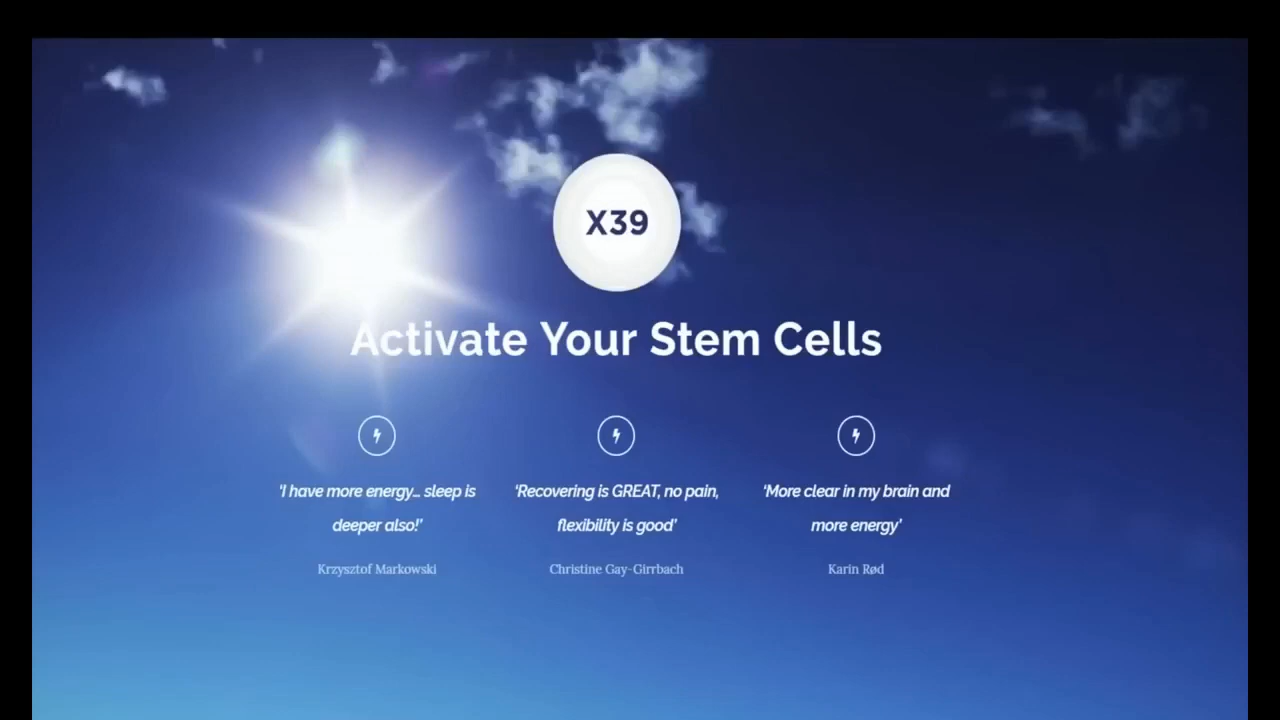 X39
Activate Your Stem Cells
'I have more energy... sleep is
deeper also!'
Krzysztof Markowski
'Recovering is GREAT, no pain,
flexibility is good'
Christine Gay-Girrbach
'More clear in my brain and
more energy'
Karin Rød